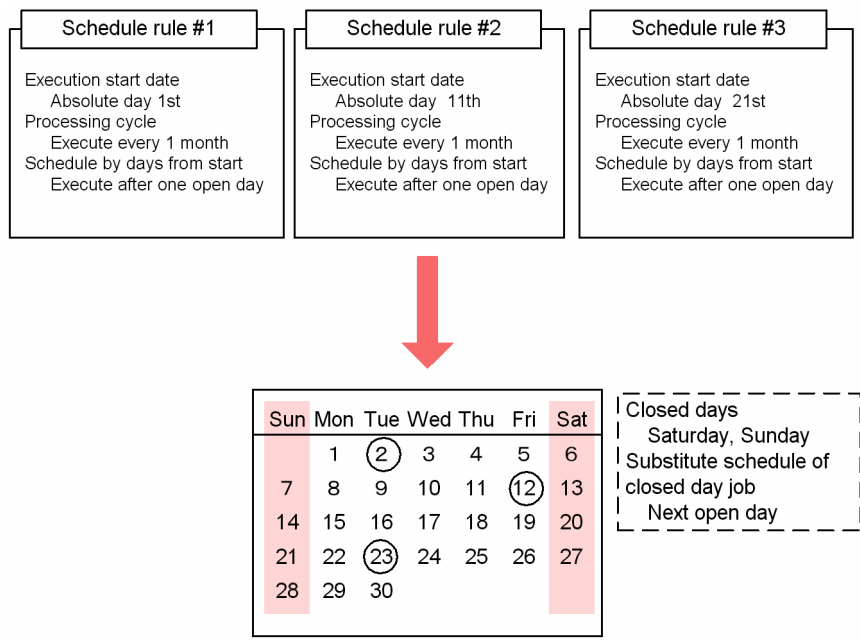 Schedule rule #1
Execution start date
Absolute day 1st
Processing cycle
Execute every 1 month
Schedule by days from start
Execute after one open day
Schedule rule #2
Execution start date
Absolute day 11th
Processing cycle
Execute every 1 month
Schedule by days from start
Execute after one open day
Schedule rule #3
Execution start date
Absolute day 21st
Processing cycle
Execute every 1 month
Schedule by days from start
Execute after one open day
Sun Mon Tue Wed Thu Fri Sat
1 2 3 4 5 6
7 8 9 10 11 12 13
14 15 16 17 18 19 20
21 22 23 24 25 26 27
28 29 30
Closed days
Saturday, Sunday
Substitute schedule of
closed day job
Next open day